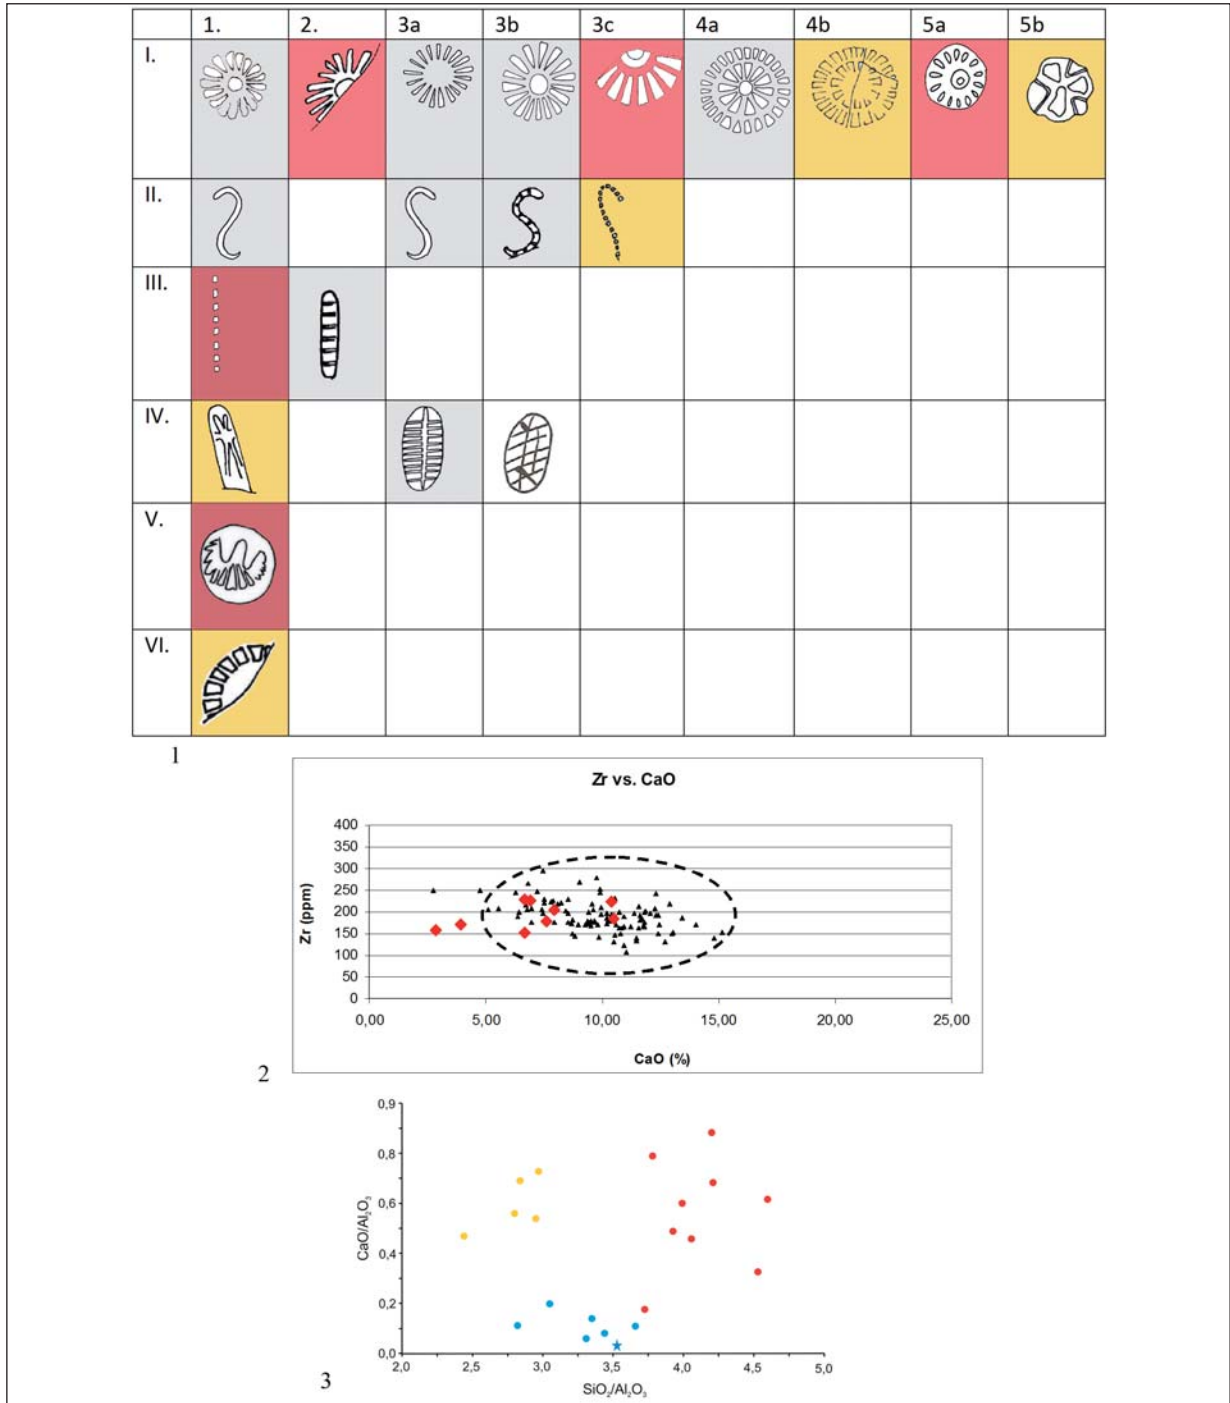 1. 2. 3a 3b 3c 4a 4b 5a 5b
I.
II.
III.
IV.
V.
VI.
1
Zr vs. CaO
Zr (ppm)
400
350
300
250
200
150
100
50
0
0,00 5,00 10,00 15,00 20,00 25,00
CaO (%)
2
CaO/Al₂O₃
0,9
0,8
0,6
0,4
0,2
0,0
2,0 2,5 3,0 3,5 4,0 4,5 5,0
SiO₂/Al₂O₃
3